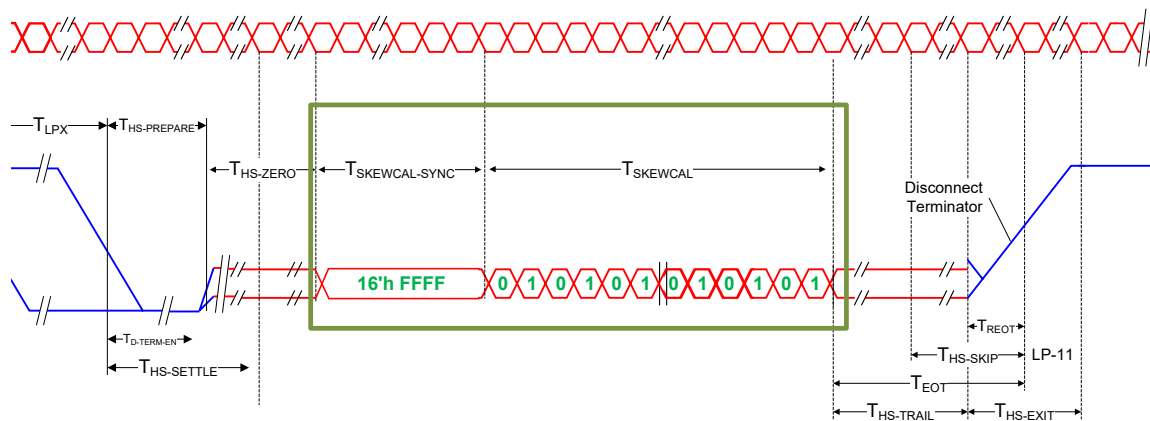 TLPX
THS-PREPARE
THS-ZERO
TSKEWCAL-SYNC
TSKEWCAL
Disconnect
Terminator
16'h FFFF
0 1 0 1 0 1 0 1 0 1 0 1
TD-TERM-EN
TREOT
THS-SETTLE
THS-SKIP
LP-11
TEOT
THS-TRAIL
THS-EXIT